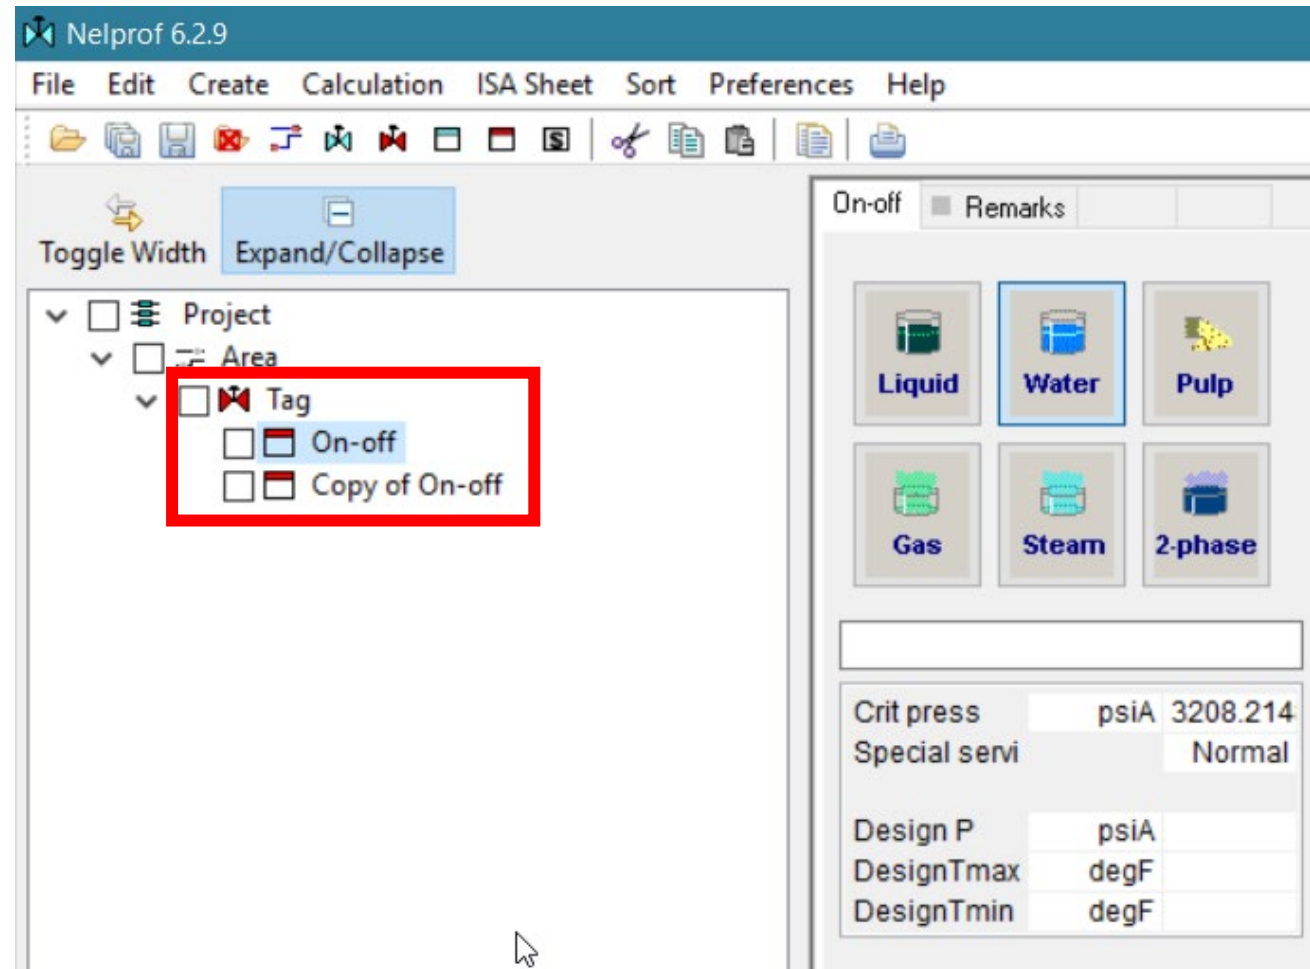 Nelprof 6.2.9
File Edit Create Calculation ISA Sheet Sort Preferences Help
S
Toggle Width Expand/Collapse
Project
Area
Tag
On-off
Copy of On-off
On-off Remarks
Liquid Water Pulp
Gas Steam 2-phase
Crit press psiA 3208.214
Special servi Normal
Design P psiA
DesignTmax degF
DesignTmin degF